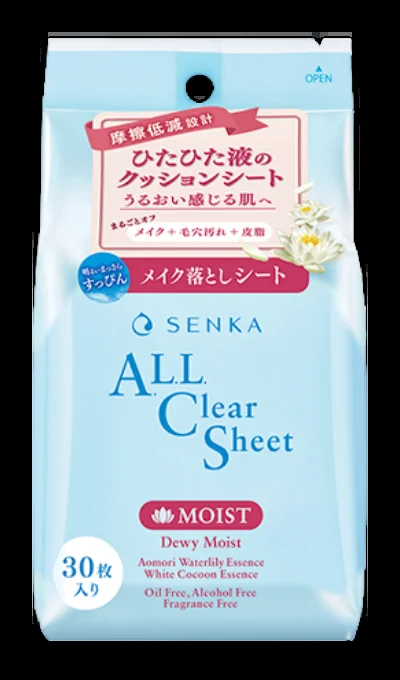 OPEN
摩擦低減設計
ひたひた液の
クッションシート
うるおい感じる肌へ
まるごとオフ
メイク+毛穴汚れ+皮脂
明るいまっさら
すっぴん
メイク落としシート
SENKA
A.L.L.
Clear
Sheet
MOIST
Dewy Moist
Aomori Waterlily Essence
White Cocoon Essence
30枚
入り
Oil Free, Alcohol Free
Fragrance Free